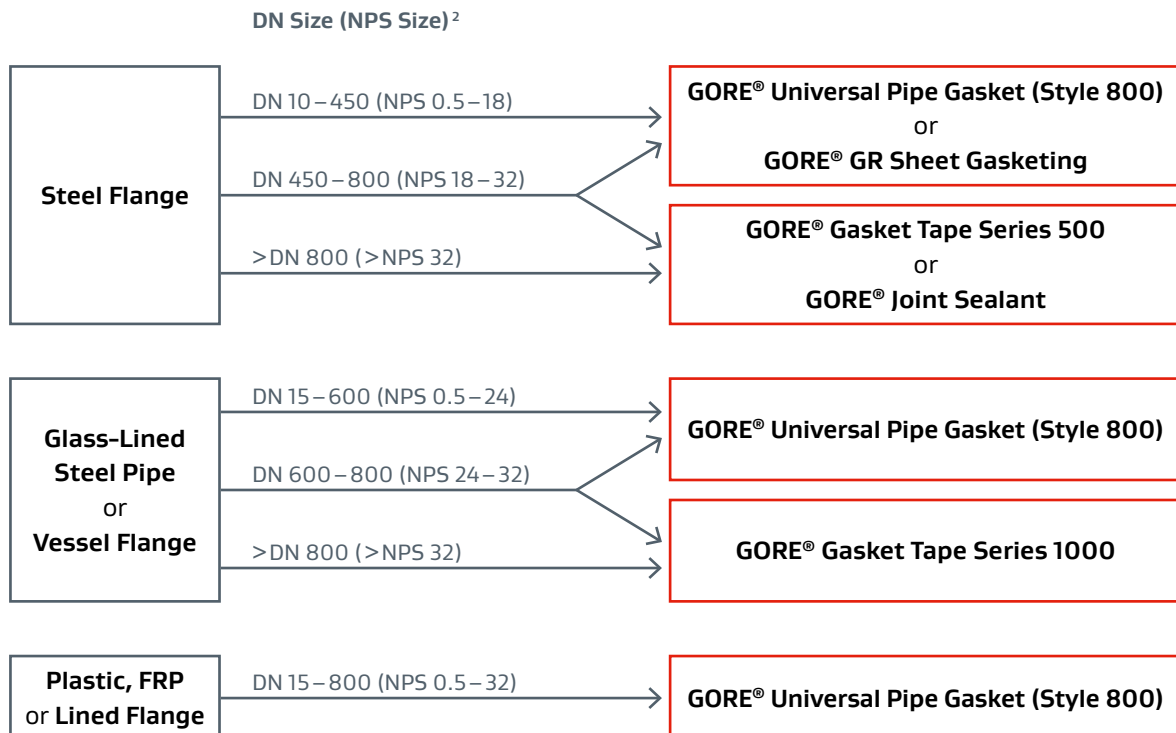 DN Size (NPS Size)²
Steel Flange
DN 10–450 (NPS 0.5–18)
DN 450–800 (NPS 18–32)
>DN 800 (>NPS 32)
GORE® Universal Pipe Gasket (Style 800)
or
GORE® GR Sheet Gasketing
GORE® Gasket Tape Series 500
or
GORE® Joint Sealant
Glass-Lined
Steel Pipe
or
Vessel Flange
DN 15–600 (NPS 0.5–24)
DN 600–800 (NPS 24–32)
>DN 800 (>NPS 32)
GORE® Universal Pipe Gasket (Style 800)
GORE® Gasket Tape Series 1000
Plastic, FRP
or Lined Flange
DN 15–800 (NPS 0.5–32)
GORE® Universal Pipe Gasket (Style 800)